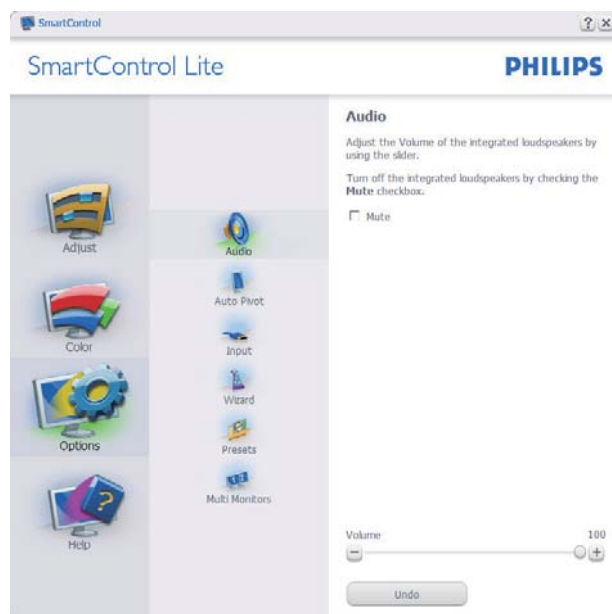 SmartControl
? x
SmartControl Lite
PHILIPS
Adjust
Color
Options
Help
Audio
Auto Pivot
Input
Wizard
Presets
Multi Monitors
Audio
Adjust the Volume of the integrated loudspeakers by
using the slider.
Turn off the integrated loudspeakers by checking the
Mute checkbox.
Mute
Volume 100
Undo